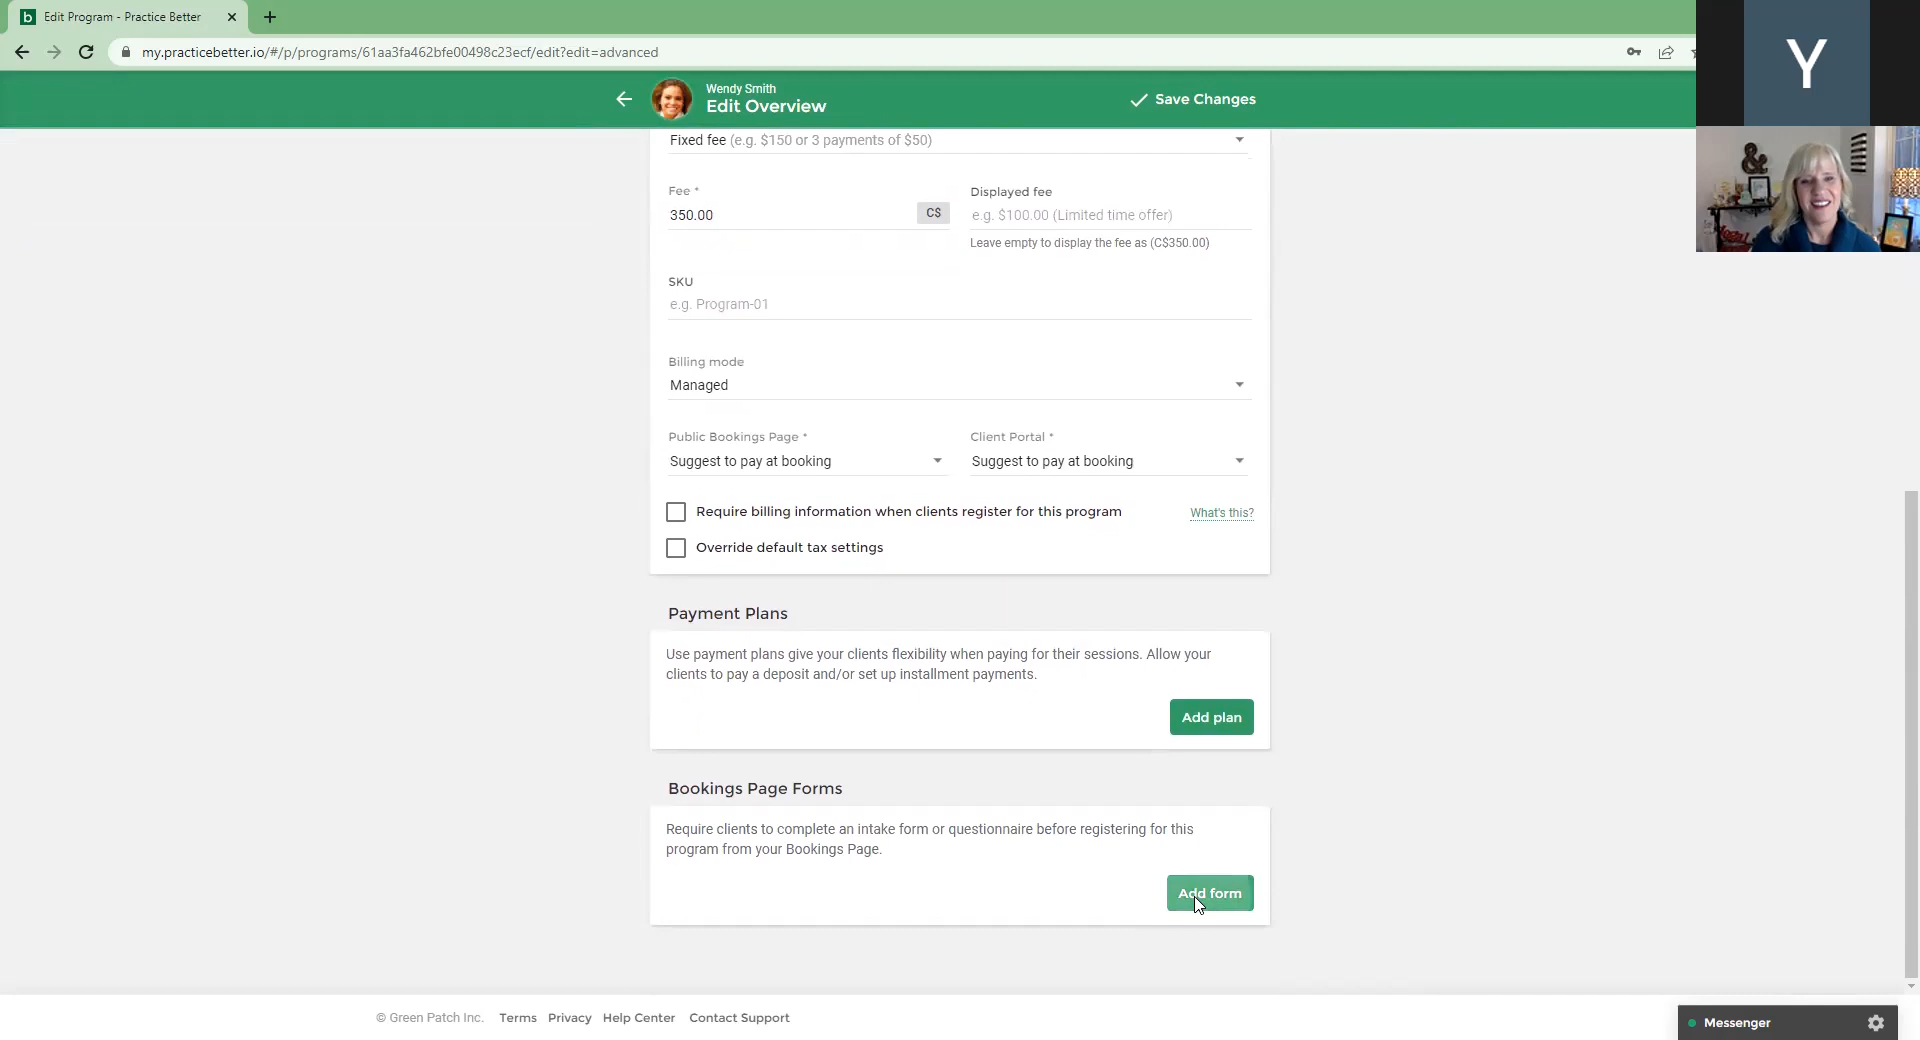 Edit Program - Practice Better
my.practicebetter.io/#/p/programs/61aa3fa462bfe00498c23ecf/edit?edit=advanced
Y
Wendy Smith
Edit Overview
Save Changes
Fixed fee (e.g. $150 or 3 payments of $50)
Fee *
350.00
C$
Displayed fee
e.g. $100.00 (Limited time offer)
Leave empty to display the fee as (C$350.00)
SKU
e.g. Program-01
Billing mode
Managed
Public Bookings Page *
Suggest to pay at booking
Client Portal *
Suggest to pay at booking
Require billing information when clients register for this program
What's this?
Override default tax settings
Payment Plans
Use payment plans give your clients flexibility when paying for their sessions. Allow your
clients to pay a deposit and/or set up installment payments.
Add plan
Bookings Page Forms
Require clients to complete an intake form or questionnaire before registering for this
program from your Bookings Page.
Add form
© Green Patch Inc. Terms Privacy Help Center Contact Support
Messenger